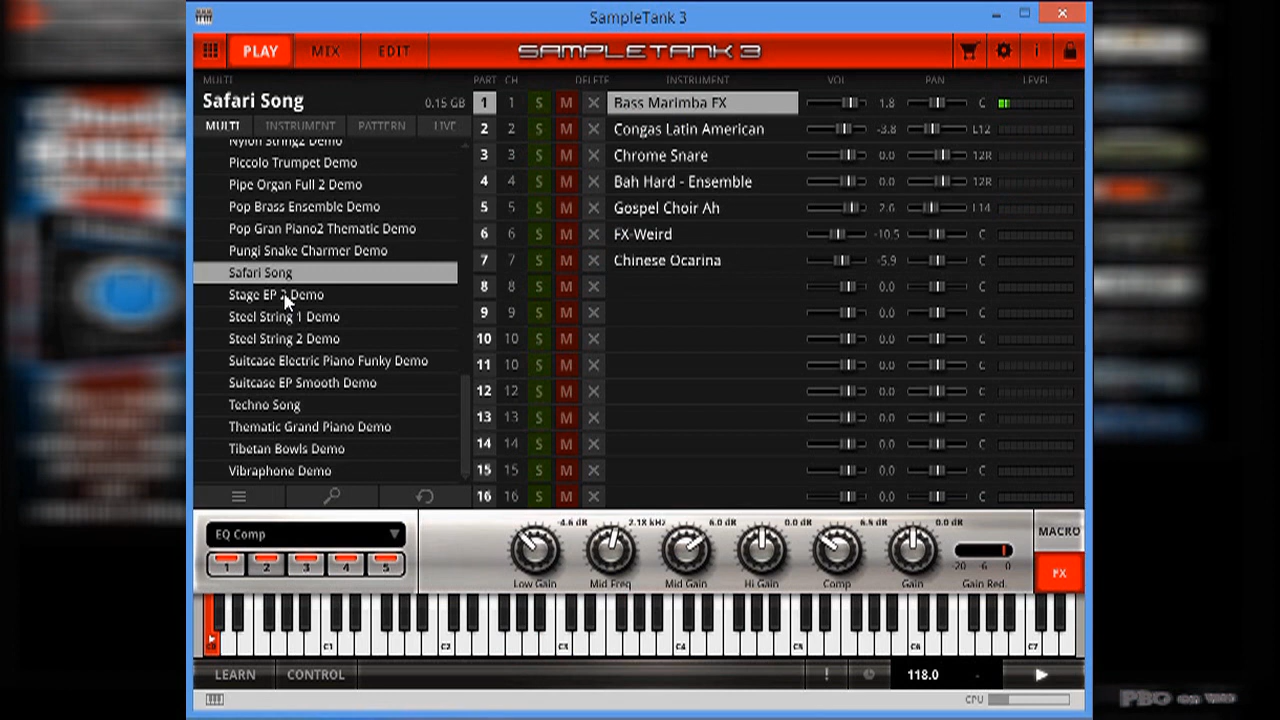 SampleTank 3
PLAY MIX EDIT SAMPLETANK 3 i
MULTI PART CH DELETE INSTRUMENT VOL PAN LEVEL
Safari Song 0.15 GB
MULTI INSTRUMENT PATTERN LIVE
Nylon String2 Demo
Piccolo Trumpet Demo
Pipe Organ Full 2 Demo
Pop Brass Ensemble Demo
Pop Gran Piano2 Thematic Demo
Pungi Snake Charmer Demo
Safari Song
Stage EP 2 Demo
Steel String 1 Demo
Steel String 2 Demo
Suitcase Electric Piano Funky Demo
Suitcase EP Smooth Demo
Techno Song
Thematic Grand Piano Demo
Tibetan Bowls Demo
Vibraphone Demo
1 1 S M X Bass Marimba FX 1.8 C
2 2 S M X Congas Latin American -3.8 L12
3 3 S M X Chrome Snare 0.0 12R
4 4 S M X Bah Hard - Ensemble 0.0 12R
5 5 S M X Gospel Choir Ah 2.6 L14
6 6 S M X FX-Weird -10.5 C
7 7 S M X Chinese Ocarina -5.9 C
8 8 S M X 0.0 C
9 9 S M X 0.0 C
10 10 S M X 0.0 C
11 11 S M X 0.0 C
12 12 S M X 0.0 C
13 13 S M X 0.0 C
14 14 S M X 0.0 C
15 15 S M X 0.0 C
16 16 S M X 0.0 C
EQ Comp
1 2 3 4 5
-4.6 dB 2.18 kHz 6.0 dB 0.0 dB 6.8 dB 0.0 dB
Low Gain Mid Freq Mid Gain Hi Gain Comp Gain Gain Red.
-20 -6 0
MACRO
FX
C0 C1 C2 C3 C4 C5 C6 C7
LEARN CONTROL ! 118.0 -
CPU